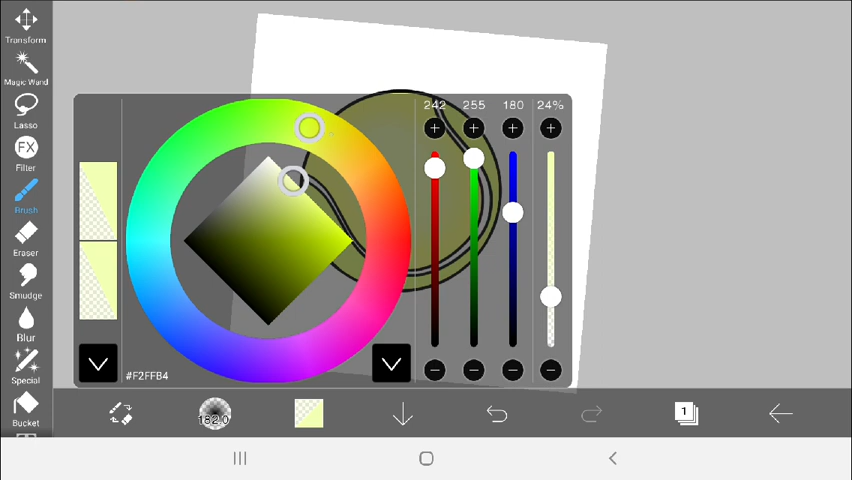 Transform
Magic Wand
Lasso
FX
Filter
Brush
Eraser
Smudge
Blur
Special
Bucket
242 255 180 24%
#F2FFB4
182.0
1